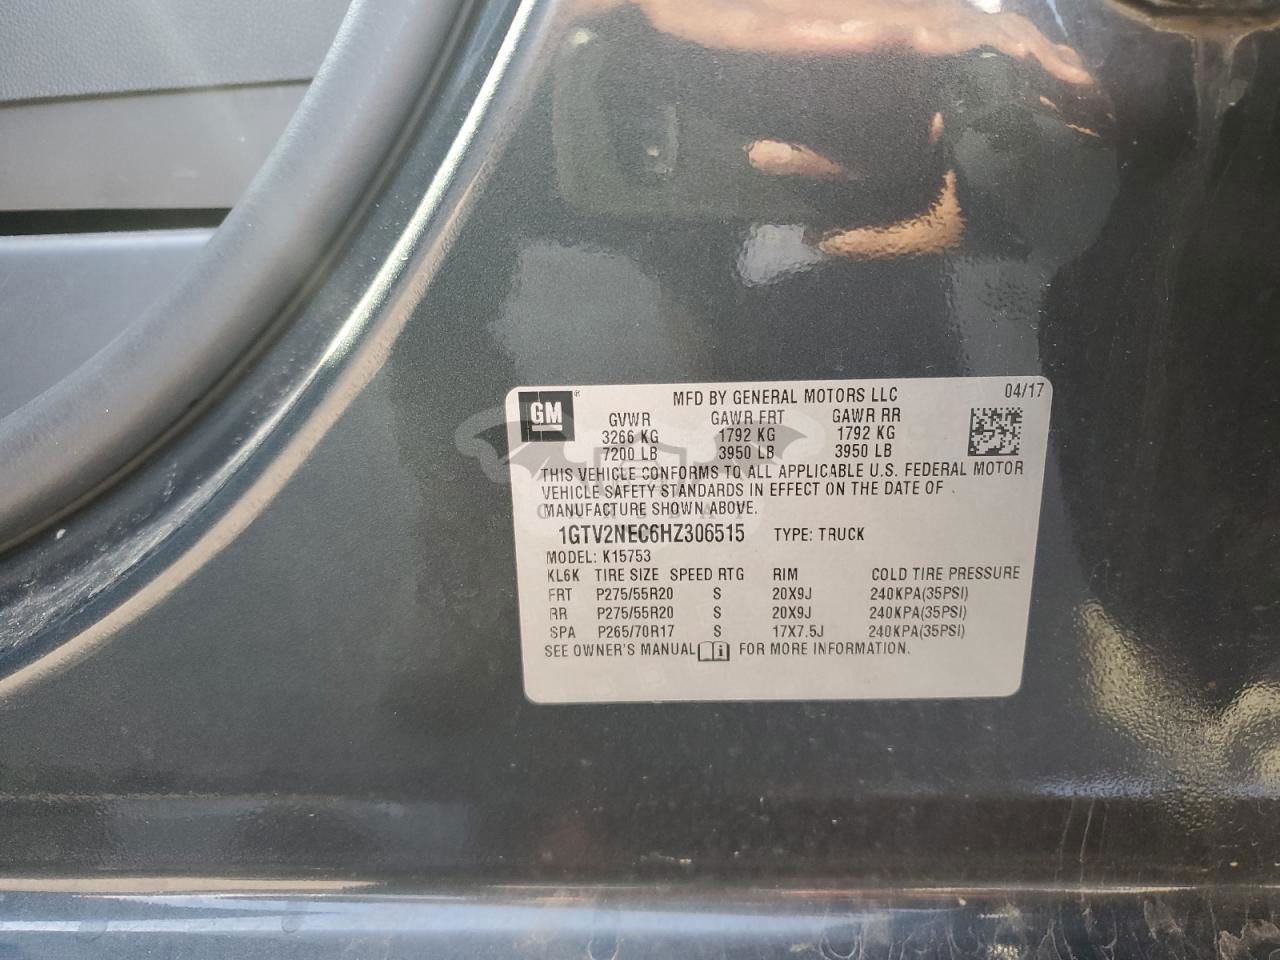 GM® MFD BY GENERAL MOTORS LLC 04/17
GVWR GAWR FRT GAWR RR
3266 KG 1792 KG 1792 KG
7200 LB 3950 LB 3950 LB
THIS VEHICLE CONFORMS TO ALL APPLICABLE U.S. FEDERAL MOTOR
VEHICLE SAFETY STANDARDS IN EFFECT ON THE DATE OF
MANUFACTURE SHOWN ABOVE.
1GTV2NEC6HZ306515 TYPE: TRUCK
MODEL: K15753
KL6K TIRE SIZE SPEED RTG RIM COLD TIRE PRESSURE
FRT P275/55R20 S 20X9J 240KPA(35PSI)
RR P275/55R20 S 20X9J 240KPA(35PSI)
SPA P265/70R17 S 17X7.5J 240KPA(35PSI)
SEE OWNER'S MANUAL i FOR MORE INFORMATION.